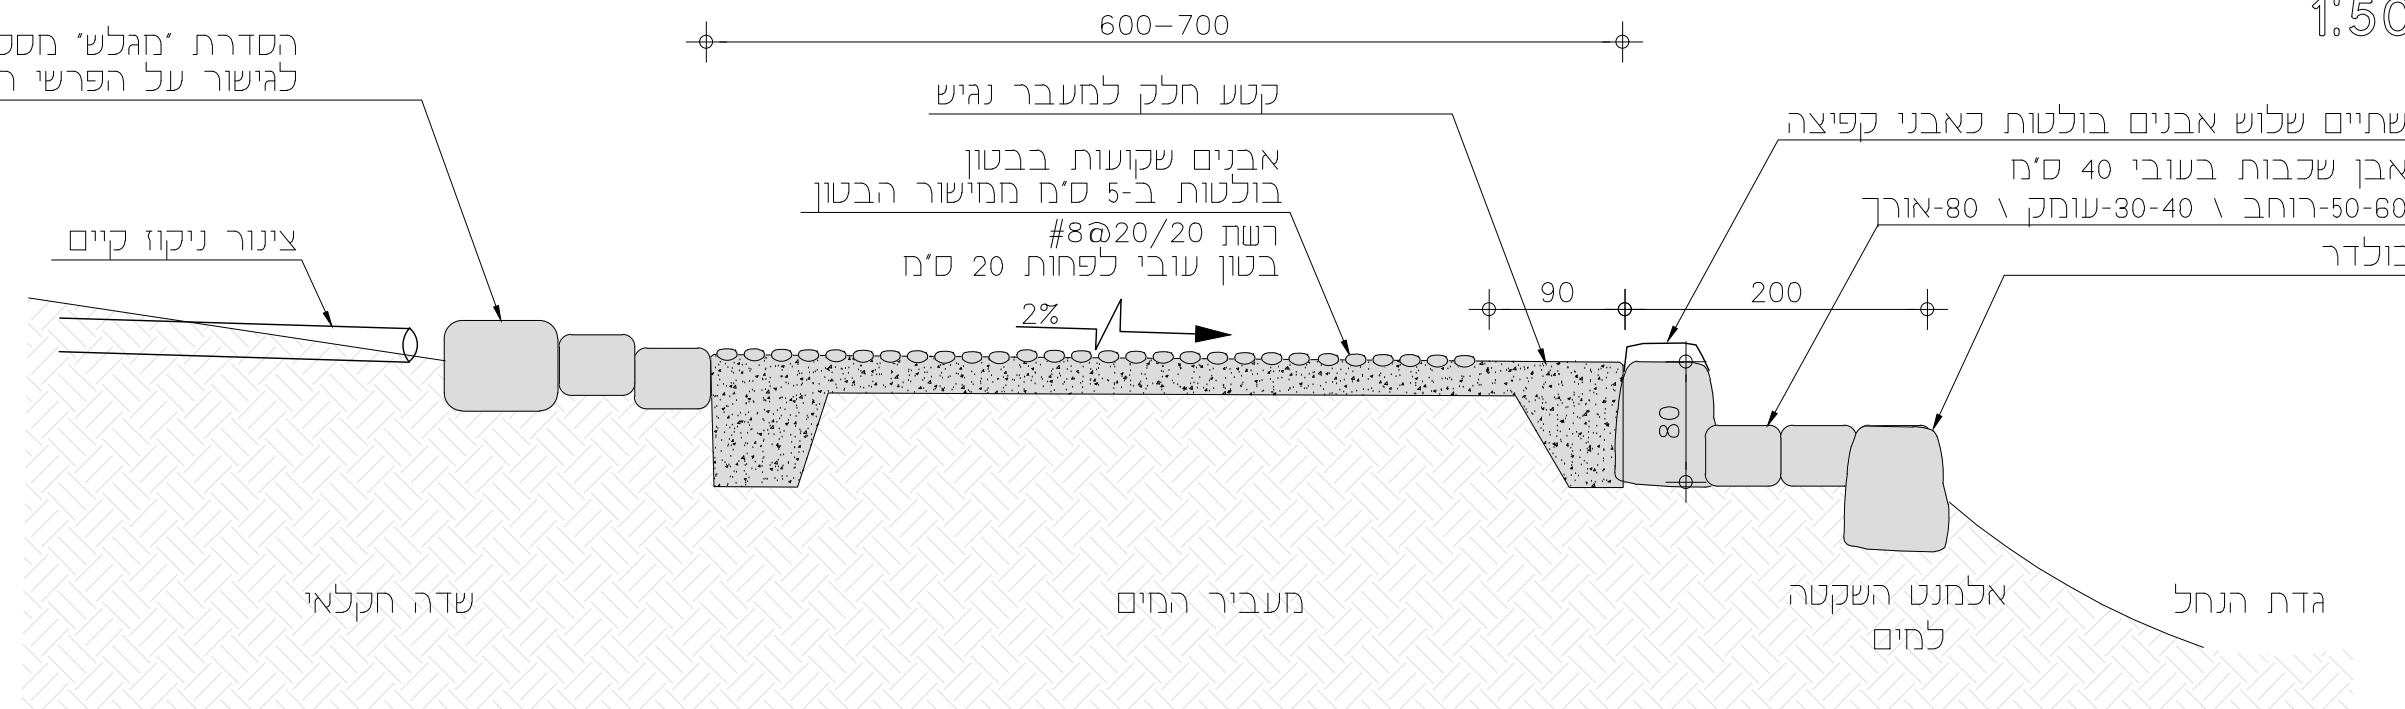 1:50
600-700
הסדרת "מגלש"
לגישור על הפרשי
קטע חלק למעבר נגיש
שתיים שלוש אבנים בולטות כאבני קפיצה
אבנים שקועות בבטון
בולטות ב-5 ס"מ ממישור הבטון
רשת 20/20@8#
בטון עובי לפחות 20 ס"מ
אבן שכבות בעובי 40 ס"מ
50-60-רוחב \ 30-40-עומק \ 80-אורך
בולדר
צינור ניקוז קיים
2%
90
200
80
שדה חקלאי
מעביר המים
אלמנט השקטה
למים
גדת הנחל